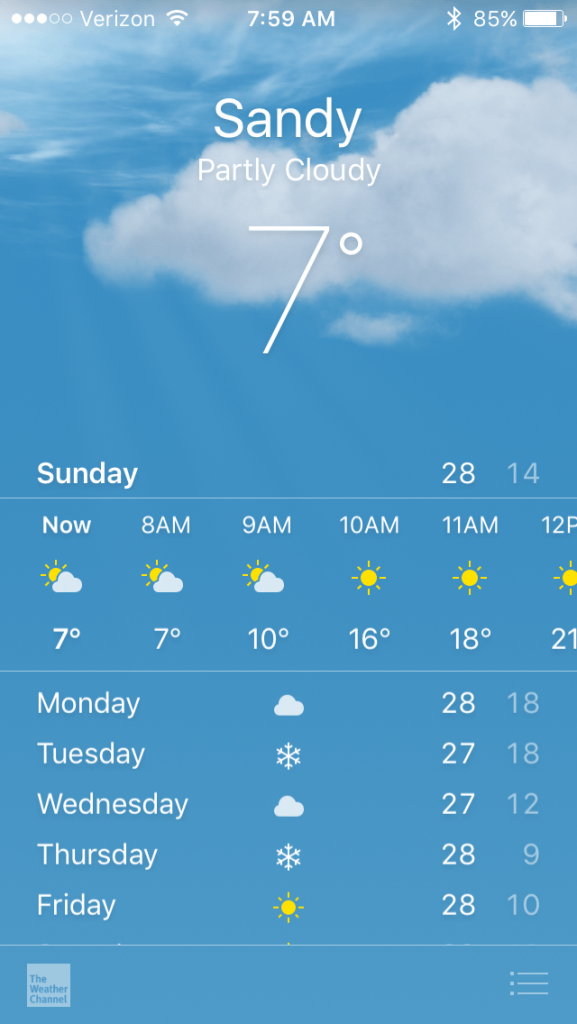 Verizon 7:59 AM 85%
Sandy
Partly Cloudy
7°
Sunday 28 14
Now 8AM 9AM 10AM 11AM 12P
7° 7° 10° 16° 18° 21
Monday 28 18
Tuesday 27 18
Wednesday 27 12
Thursday 28 9
Friday 28 10
The
Weather
Channel